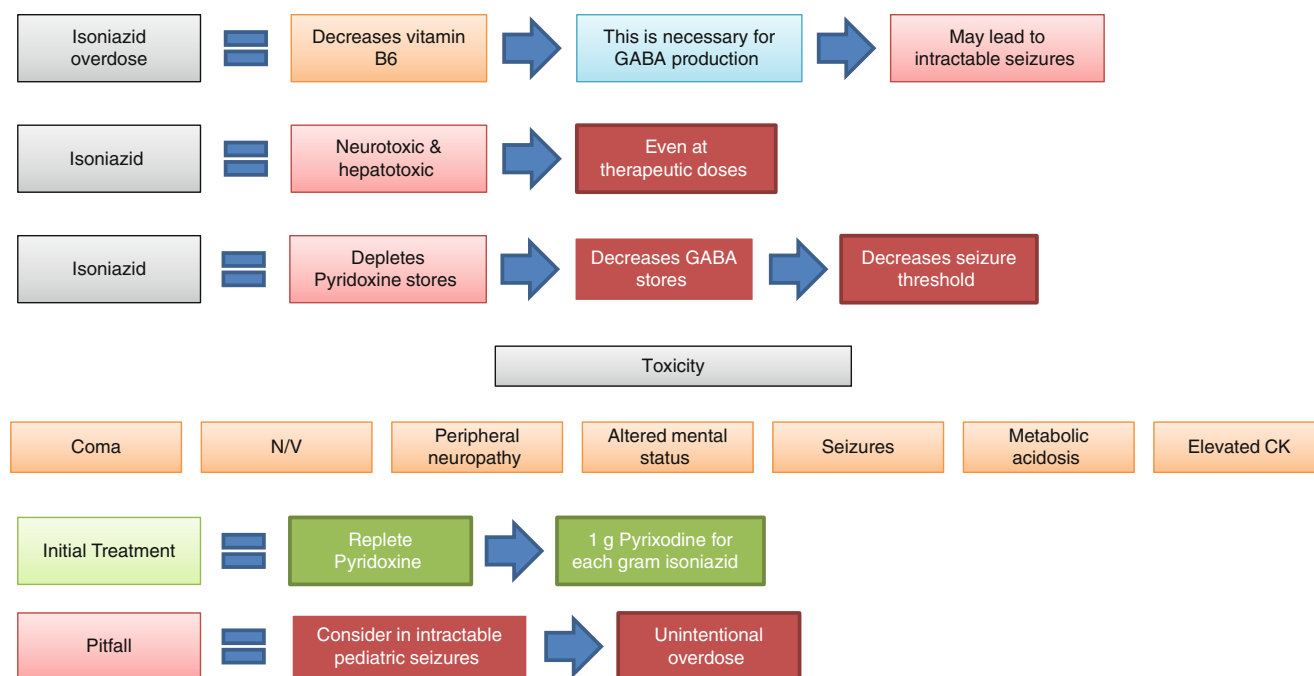 Isoniazid
overdose
Decreases vitamin
B6
This is necessary for
GABA production
May lead to
intractable seizures
Isoniazid
Neurotoxic &
hepatotoxic
Even at
therapeutic doses
Isoniazid
Depletes
Pyridoxine stores
Decreases GABA
stores
Decreases seizure
threshold
Toxicity
Coma
N/V
Peripheral
neuropathy
Altered mental
status
Seizures
Metabolic
acidosis
Elevated CK
Initial Treatment
Replete
Pyridoxine
1 g Pyrixodine for
each gram isoniazid
Pitfall
Consider in intractable
pediatric seizures
Unintentional
overdose